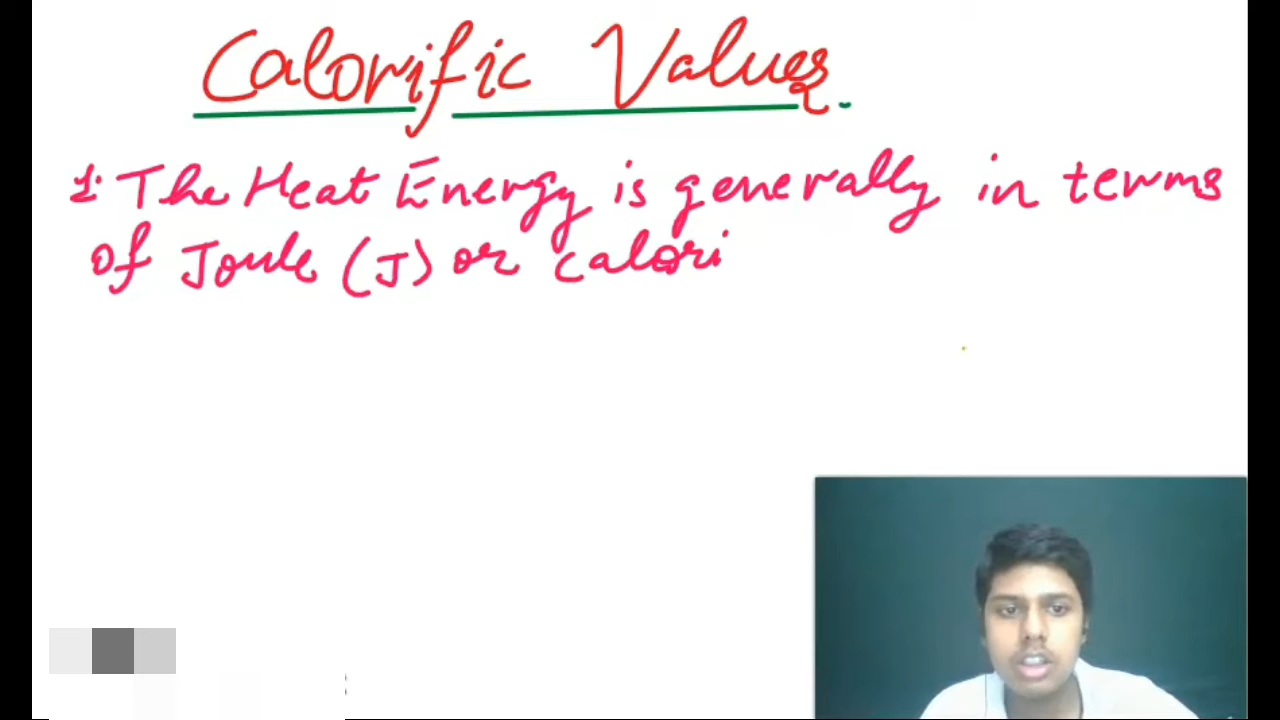 Calorific Values.
1. The Heat Energy is generally in terms
of Joule (J) or calori